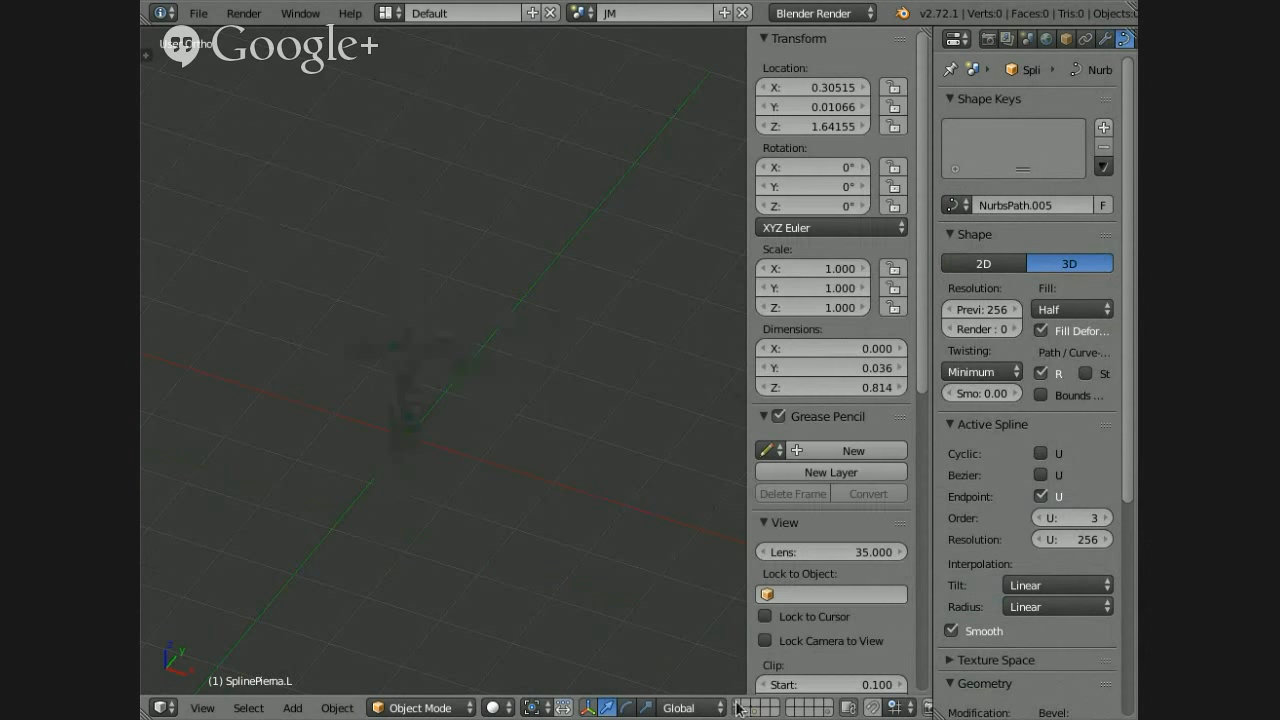 File Render Window Help Default JM Blender Render v2.72.1 | Verts:0 | Faces:0 | Tris:0 | Objects:
Google+
Transform
Location:
X: 0.30515
Y: 0.01066
Z: 1.64155
Rotation:
X: 0°
Y: 0°
Z: 0°
XYZ Euler
Scale:
X: 1.000
Y: 1.000
Z: 1.000
Dimensions:
X: 0.000
Y: 0.036
Z: 0.814
Grease Pencil
New
New Layer
Delete Frame Convert
View
Lens: 35.000
Lock to Object:
Lock to Cursor
Lock Camera to View
Clip:
Start: 0.100
Spli Nurb
Shape Keys
NurbsPath.005 F
Shape
2D 3D
Resolution: Fill:
Previ: 256 Half
Render: 0 Fill Defor...
Twisting: Path / Curve-...
Minimum R St
Smo: 0.00 Bounds ...
Active Spline
Cyclic: U
Bezier: U
Endpoint: U
Order: U: 3
Resolution: U: 256
Interpolation:
Tilt: Linear
Radius: Linear
Smooth
Texture Space
Geometry
Modification: Bevel:
z y
(1) SplinePiema.L
View Select Add Object Object Mode Global